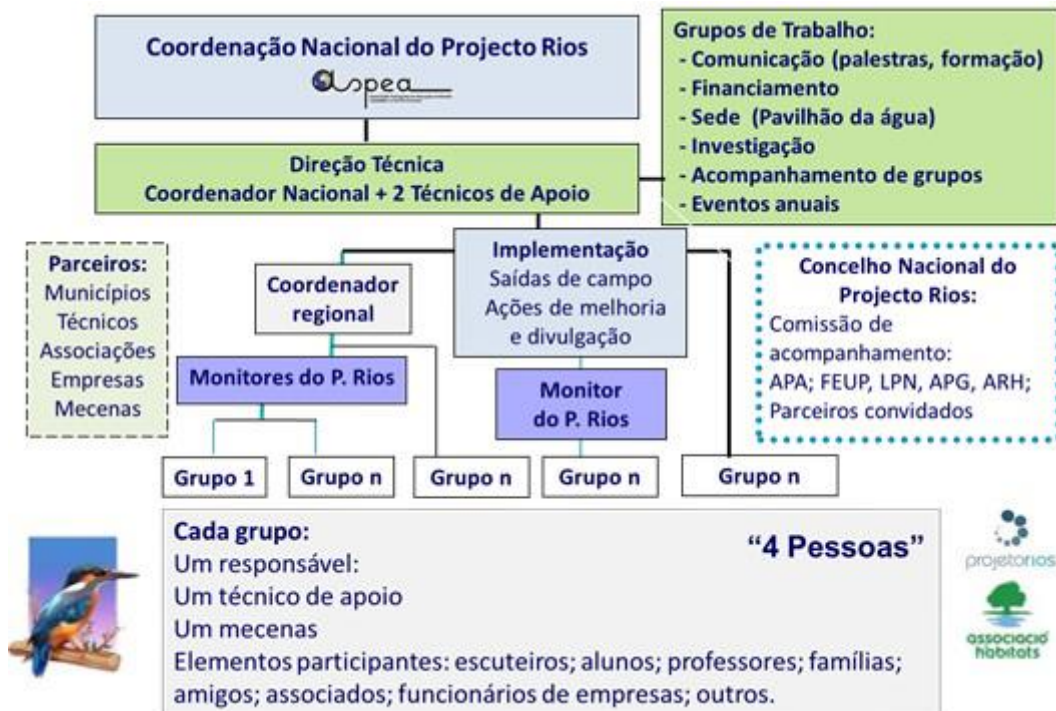 Coordenação Nacional do Projecto Rios
aspea
Grupos de Trabalho:
- Comunicação (palestras, formação)
- Financiamento
- Sede (Pavilhão da água)
- Investigação
- Acompanhamento de grupos
- Eventos anuais
Direção Técnica
Coordenador Nacional + 2 Técnicos de Apoio
Parceiros:
Municípios
Técnicos
Associações
Empresas
Mecenas
Coordenador
regional
Implementação
Saídas de campo
Ações de melhoria
e divulgação
Concelho Nacional do
Projecto Rios:
Comissão de
acompanhamento:
APA; FEUP, LPN, APG, ARH;
Parceiros convidados
Monitores do P. Rios
Monitor
do P. Rios
Grupo 1
Grupo n
Grupo n
Grupo n
Grupo n
Cada grupo:
"4 Pessoas"
Um responsável:
Um técnico de apoio
Um mecenas
Elementos participantes: escuteiros; alunos; professores; famílias;
amigos; associados; funcionários de empresas; outros.
projetorios
associació
hàbitats